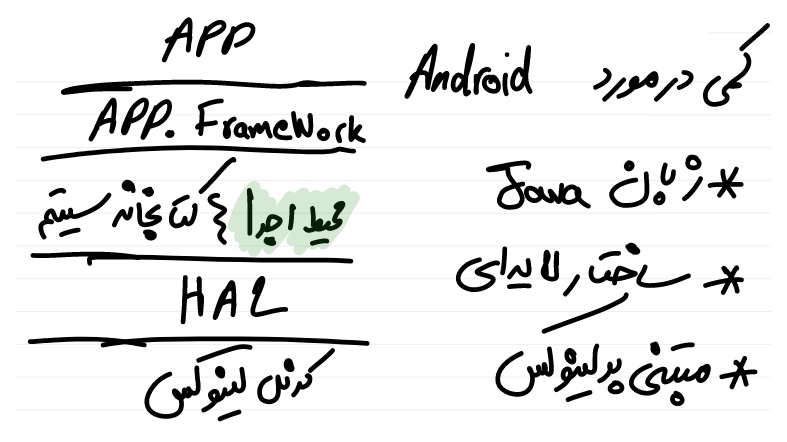 کمی در مورد Android
* زبان Java
* ساختار لایه‌ای
* مبتنی بر لینوکس
APP
APP. FrameWork
محیط اجرا } کتابخانه سیستم
HAL
کرنل لینوکس